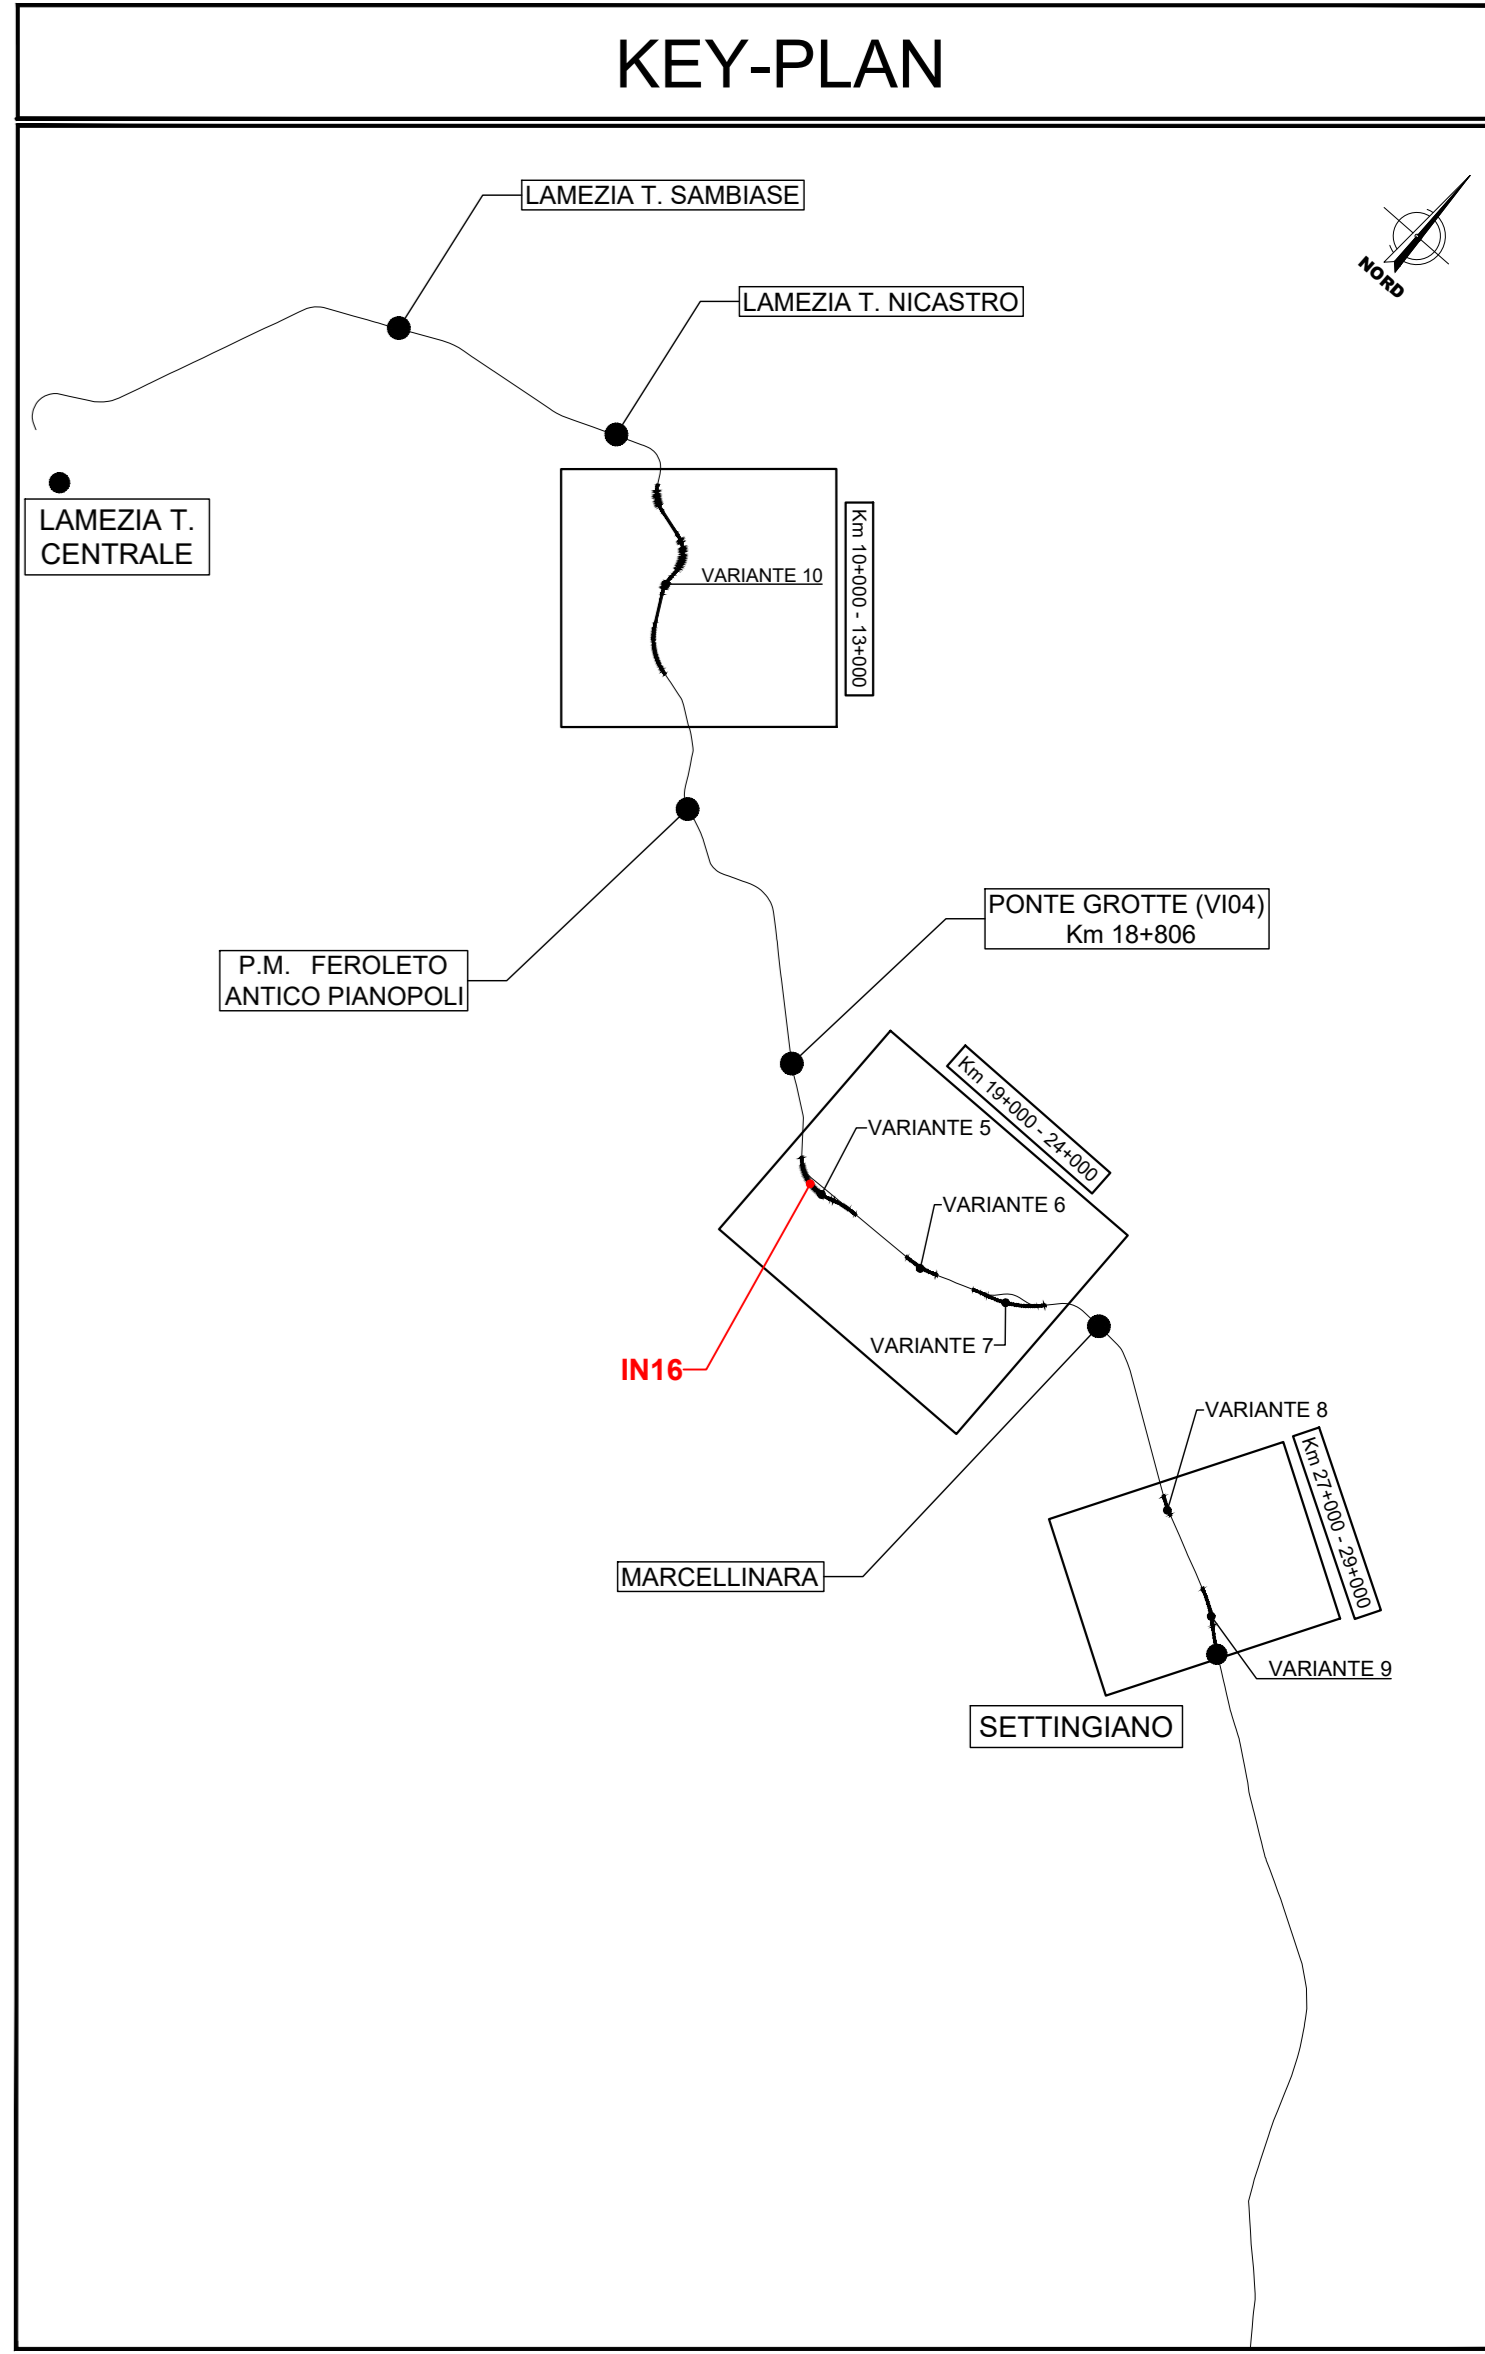 KEY-PLAN
LAMEZIA T. SAMBIASE
NORD
LAMEZIA T. NICASTRO
LAMEZIA T.
CENTRALE
VARIANTE 10
Km 10+000 - 13+000
PONTE GROTTE (VI04)
Km 18+806
P.M. FEROLETO
ANTICO PIANOPOLI
Km 19+000 - 24+000
VARIANTE 5
VARIANTE 6
VARIANTE 7
IN16
VARIANTE 8
Km 27+000 - 29+000
MARCELLINARA
VARIANTE 9
SETTINGIANO